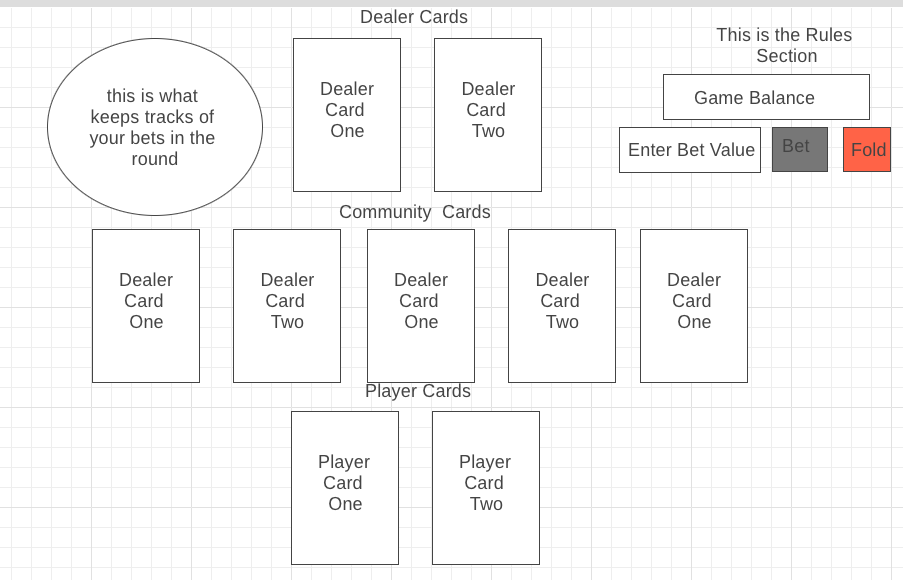 Dealer Cards
this is what
keeps tracks of
your bets in the
round
Dealer
Card
One
Dealer
Card
Two
This is the Rules
Section
Game Balance
Enter Bet Value
Bet
Fold
Community Cards
Dealer
Card
One
Dealer
Card
Two
Dealer
Card
One
Dealer
Card
Two
Dealer
Card
One
Player Cards
Player
Card
One
Player
Card
Two